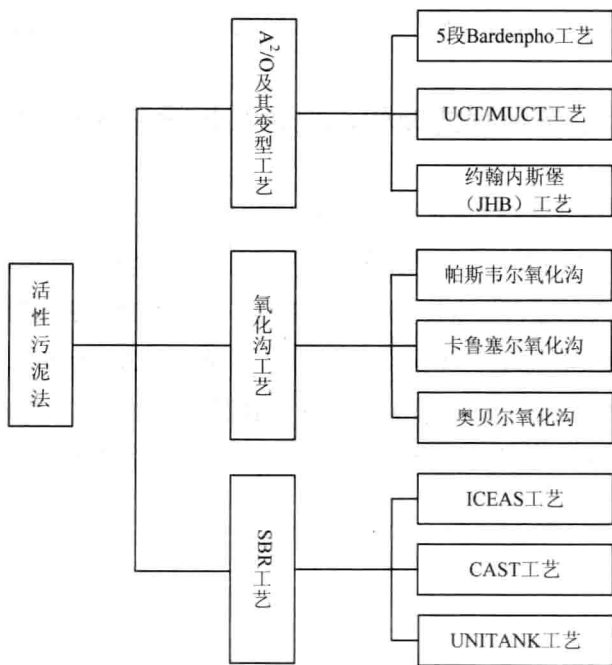 活性污泥法
A²/O及其变型工艺
5段Bardenpho工艺
UCT/MUCT工艺
约翰内斯堡
（JHB）工艺
氧化沟工艺
帕斯韦尔氧化沟
卡鲁塞尔氧化沟
奥贝尔氧化沟
SBR工艺
ICEAS工艺
CAST工艺
UNITANK工艺